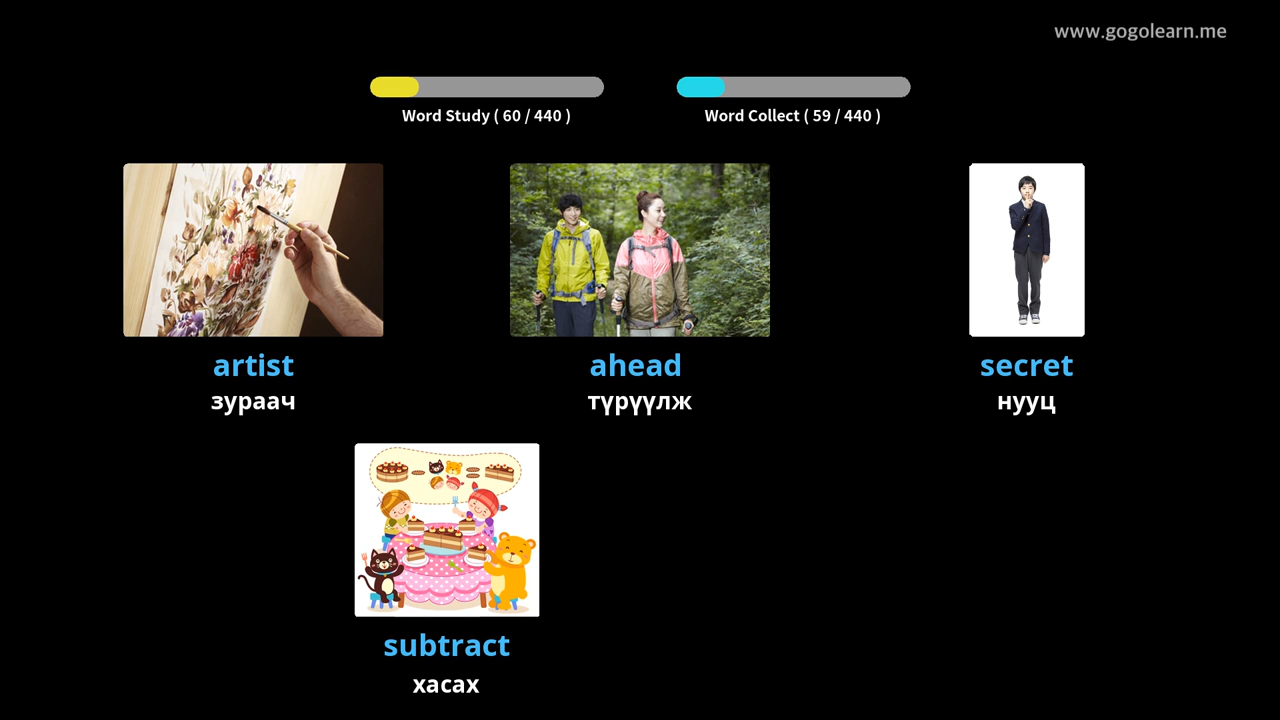 www.gogolearn.me
Word Study ( 60 / 440 )
Word Collect ( 59 / 440 )
artist
зураач
ahead
түрүүлж
secret
нууц
subtract
хасах